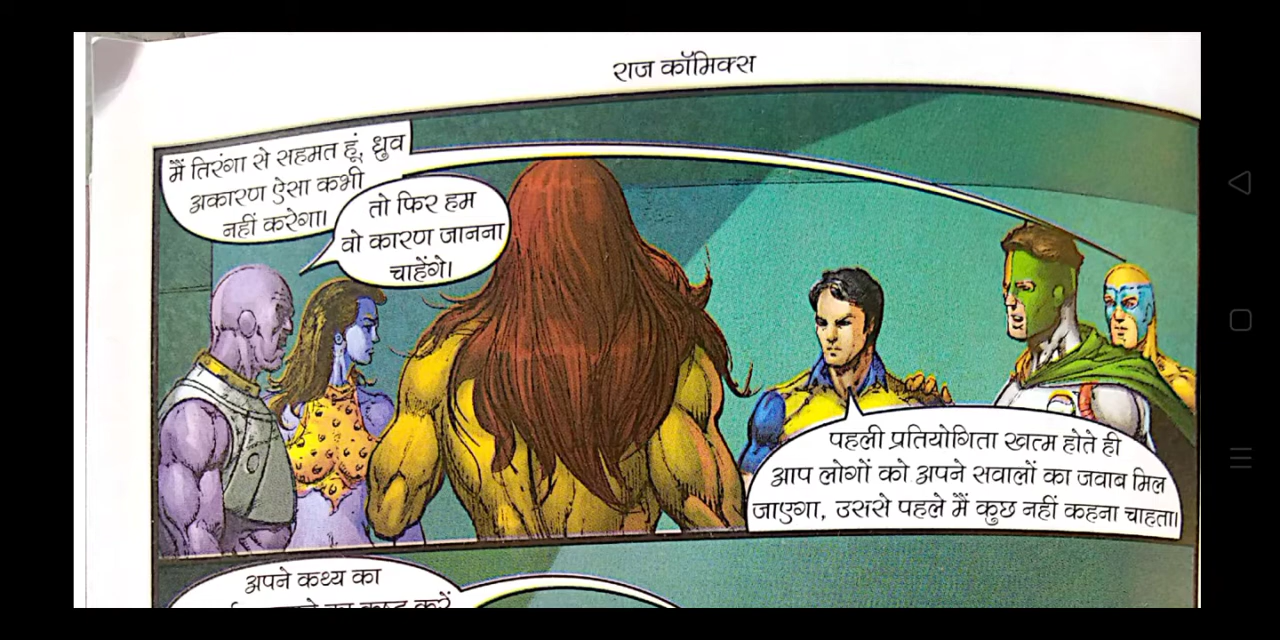 राज कॉमिक्स
मैं तिरंगा से सहमत हूं, ध्रुव
अकारण ऐसा कभी
नहीं करेगा।
तो फिर हम
वो कारण जानना
चाहेंगे।
पहली प्रतियोगिता खत्म होते ही
आप लोगों को अपने सवालों का जवाब मिल
जाएगा, उससे पहले मैं कुछ नहीं कहना चाहता।
अपने कथ्य का
करें